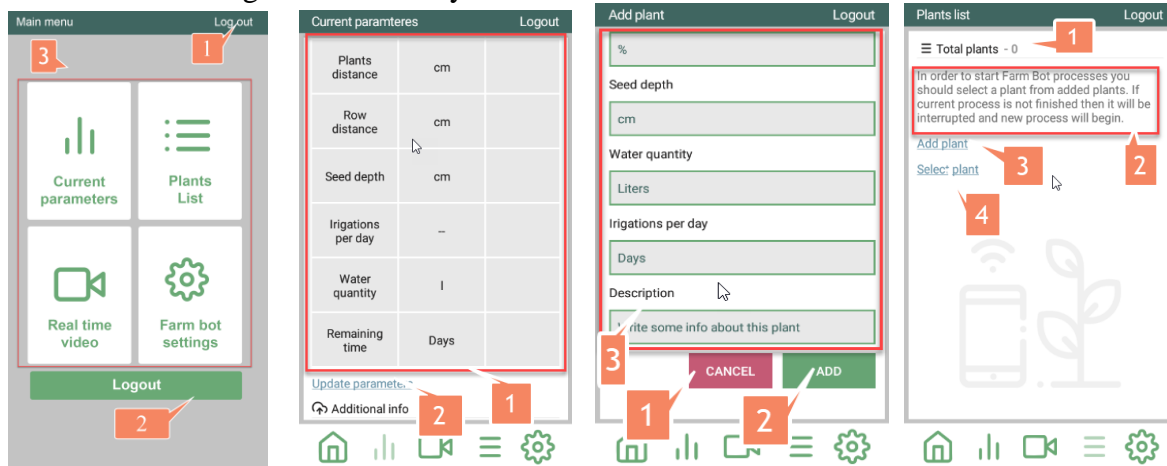 Main menu
Logout
1
3
Current
parameters
Plants
List
Real time
video
Farm bot
settings
Logout
2
Current paramteres
Logout
Plants
distance
cm
Row
distance
cm
Seed depth
cm
Irigations
per day
--
Water
quantity
l
Remaining
time
Days
Update parameters
1
2
Additional info
Add plant
Logout
%
Seed depth
cm
Water quantity
Liters
Irigations per day
Days
Description
Write some info about this plant
3
CANCEL
ADD
1
2
Plants list
Logout
Total plants - 0
1
In order to start Farm Bot processes you
should select a plant from added plants. If
current process is not finished then it will be
interrupted and new process will begin.
2
Add plant
3
Select plant
4